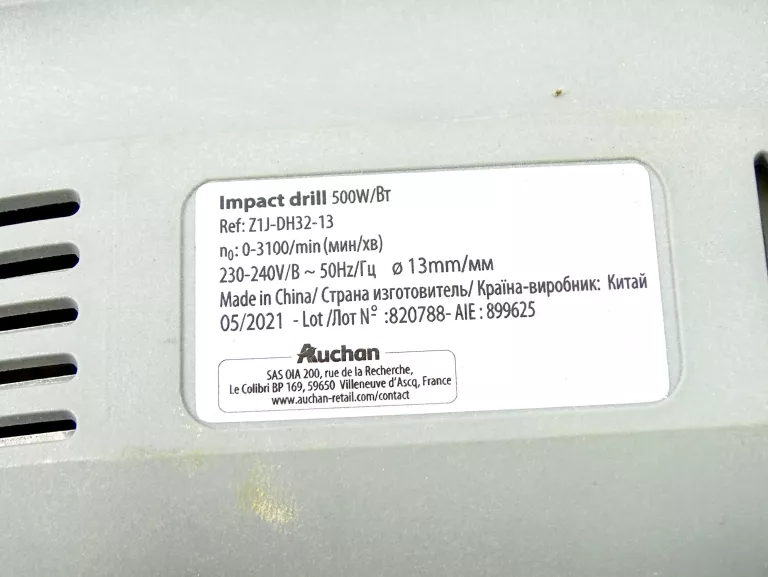 Impact drill 500W/Вт
Ref: Z1J-DH32-13
n₀: 0-3100/min (мин/хв)
230-240V/В ~ 50Hz/Гц ø 13mm/мм
Made in China/ Страна изготовитель/ Країна-виробник: Китай
05/2021 - Lot /Лот № :820788- AIE : 899625
Auchan
SAS OIA 200, rue de la Recherche,
Le Colibri BP 169, 59650 Villeneuve d'Ascq, France
www.auchan-retail.com/contact